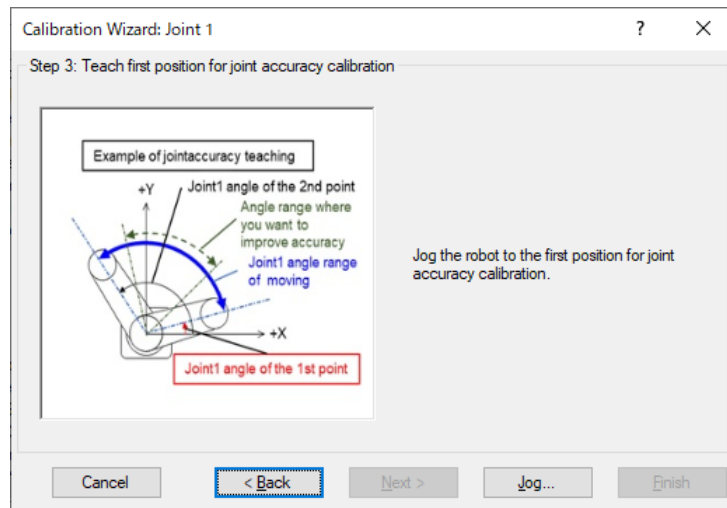 Calibration Wizard: Joint 1
?
Step 3: Teach first position for joint accuracy calibration
Example of jointaccuracy teaching
+Y
Joint1 angle of the 2nd point
Angle range where
you want to
improve accuracy
Joint1 angle range
of moving
+X
Joint1 angle of the 1st point
Jog the robot to the first position for joint
accuracy calibration.
Cancel
< Back
Next >
Jog...
Finish